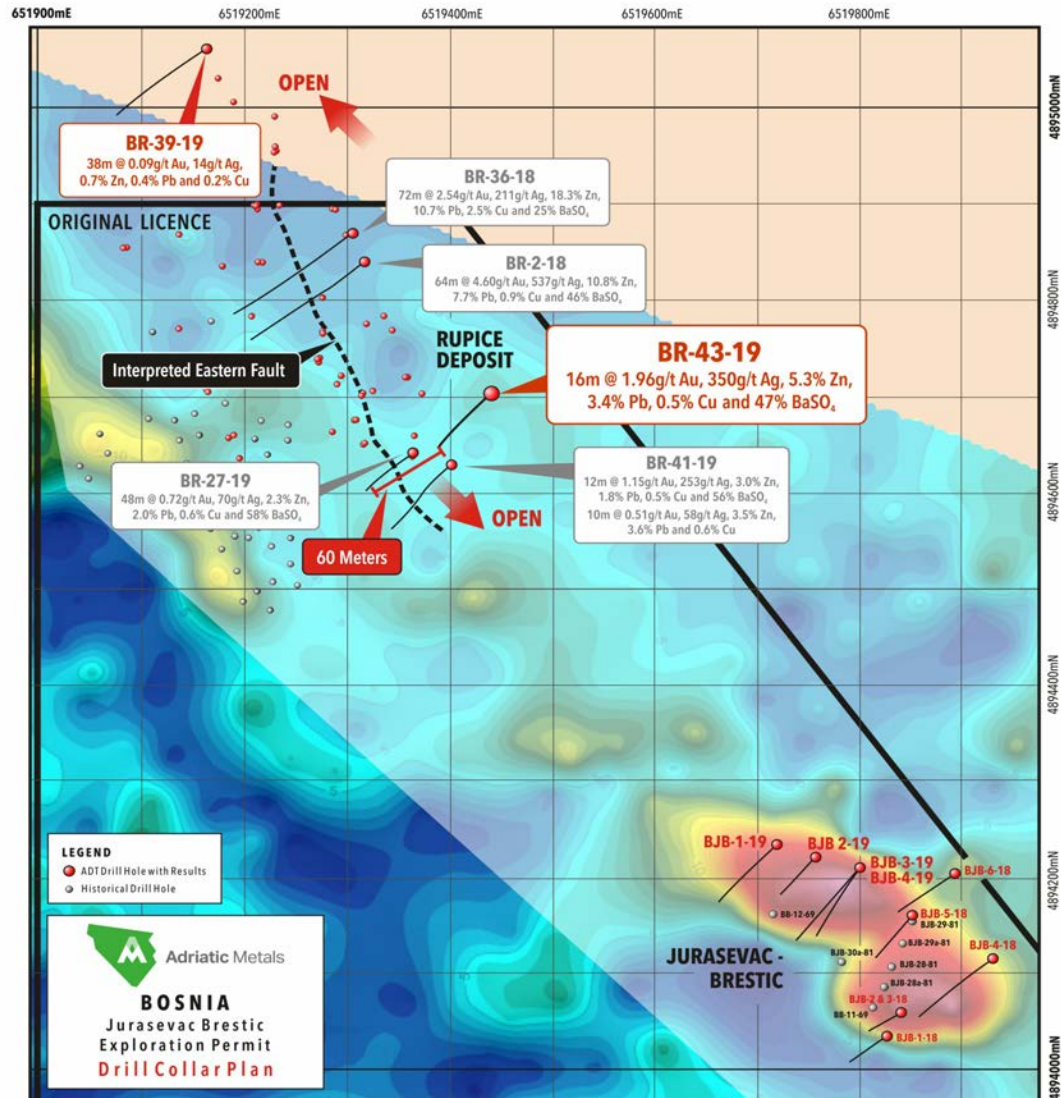 651900mE
6519200mE
6519400mE
6519600mE
6519800mE
OPEN
4895000mN
BR-39-19
38m @ 0.09g/t Au, 14g/t Ag,
0.7% Zn, 0.4% Pb and 0.2% Cu
BR-36-18
72m @ 2.54g/t Au, 211g/t Ag, 18.3% Zn,
10.7% Pb, 2.5% Cu and 25% BaSO₄
ORIGINAL LICENCE
BR-2-18
64m @ 4.60g/t Au, 537g/t Ag, 10.8% Zn,
7.7% Pb, 0.9% Cu and 46% BaSO₄
4894800mN
RUPICE
DEPOSIT
Interpreted Eastern Fault
BR-43-19
16m @ 1.96g/t Au, 350g/t Ag, 5.3% Zn,
3.4% Pb, 0.5% Cu and 47% BaSO₄
BR-27-19
48m @ 0.72g/t Au, 70g/t Ag, 2.3% Zn,
2.0% Pb, 0.6% Cu and 58% BaSO₄
BR-41-19
12m @ 1.15g/t Au, 253g/t Ag, 3.0% Zn,
1.8% Pb, 0.5% Cu and 56% BaSO₄
10m @ 0.51g/t Au, 58g/t Ag, 3.5% Zn,
3.6% Pb and 0.6% Cu
4894600mN
OPEN
60 Meters
4894400mN
BJB-1-19
BJB 2-19
BJB-3-19
BJB-4-19
BJB-6-18
4894200mN
BB-12-69
BJB-5-18
BJB-29-81
BJB-29a-81
JURASEVAC -
BRESTIC
BJB-30a-81
BJB-28-81
BJB-4-18
BJB-28a-81
BJB-2 & 3-18
BB-11-69
BJB-1-18
4894000mN
LEGEND
ADT Drill Hole with Results
Historical Drill Hole
Adriatic Metals
BOSNIA
Jurasevac Brestic
Exploration Permit
Drill Collar Plan